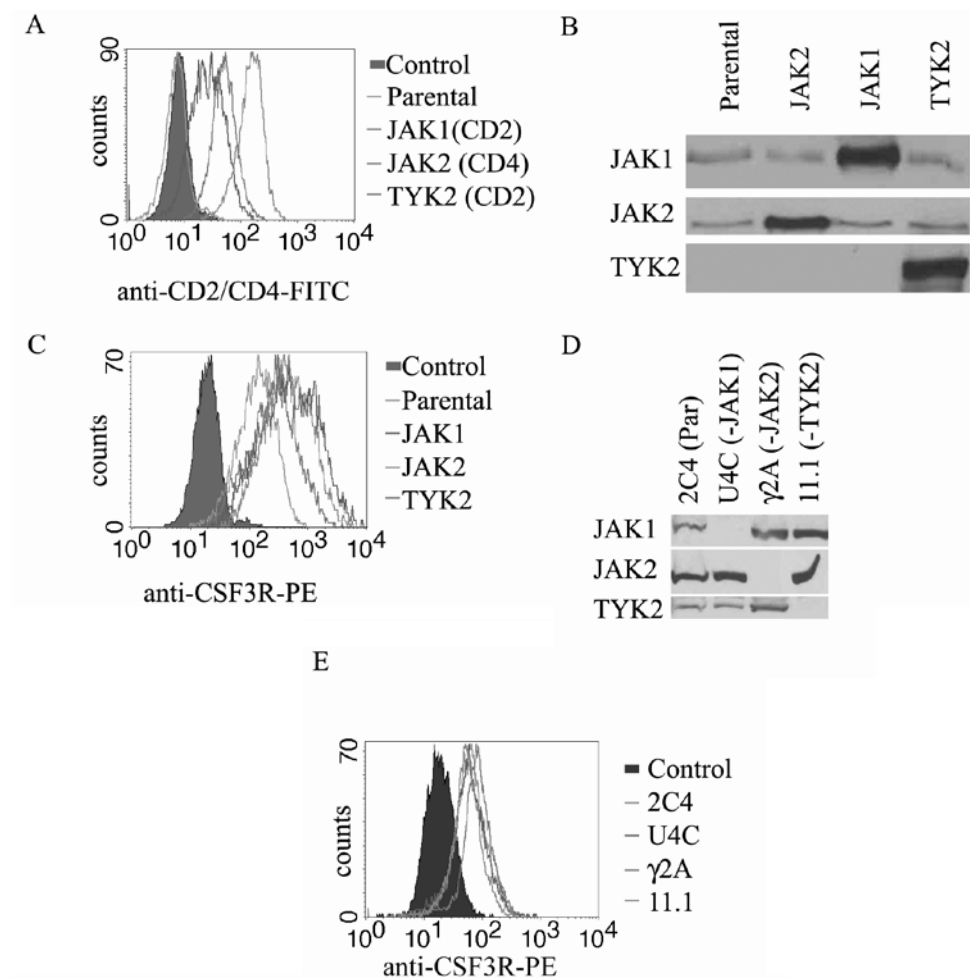 A
90
counts
0
10^0 10^1 10^2 10^3 10^4
anti-CD2/CD4-FITC
Control
Parental
JAK1(CD2)
JAK2 (CD4)
TYK2 (CD2)
B
Parental
JAK2
JAK1
TYK2
JAK1
JAK2
TYK2
C
70
counts
0
10^0 10^1 10^2 10^3 10^4
anti-CSF3R-PE
Control
Parental
JAK1
JAK2
TYK2
D
2C4 (Par)
U4C (-JAK1)
γ2A (-JAK2)
11.1 (-TYK2)
JAK1
JAK2
TYK2
E
70
counts
0
10^0 10^1 10^2 10^3 10^4
anti-CSF3R-PE
Control
2C4
U4C
γ2A
11.1